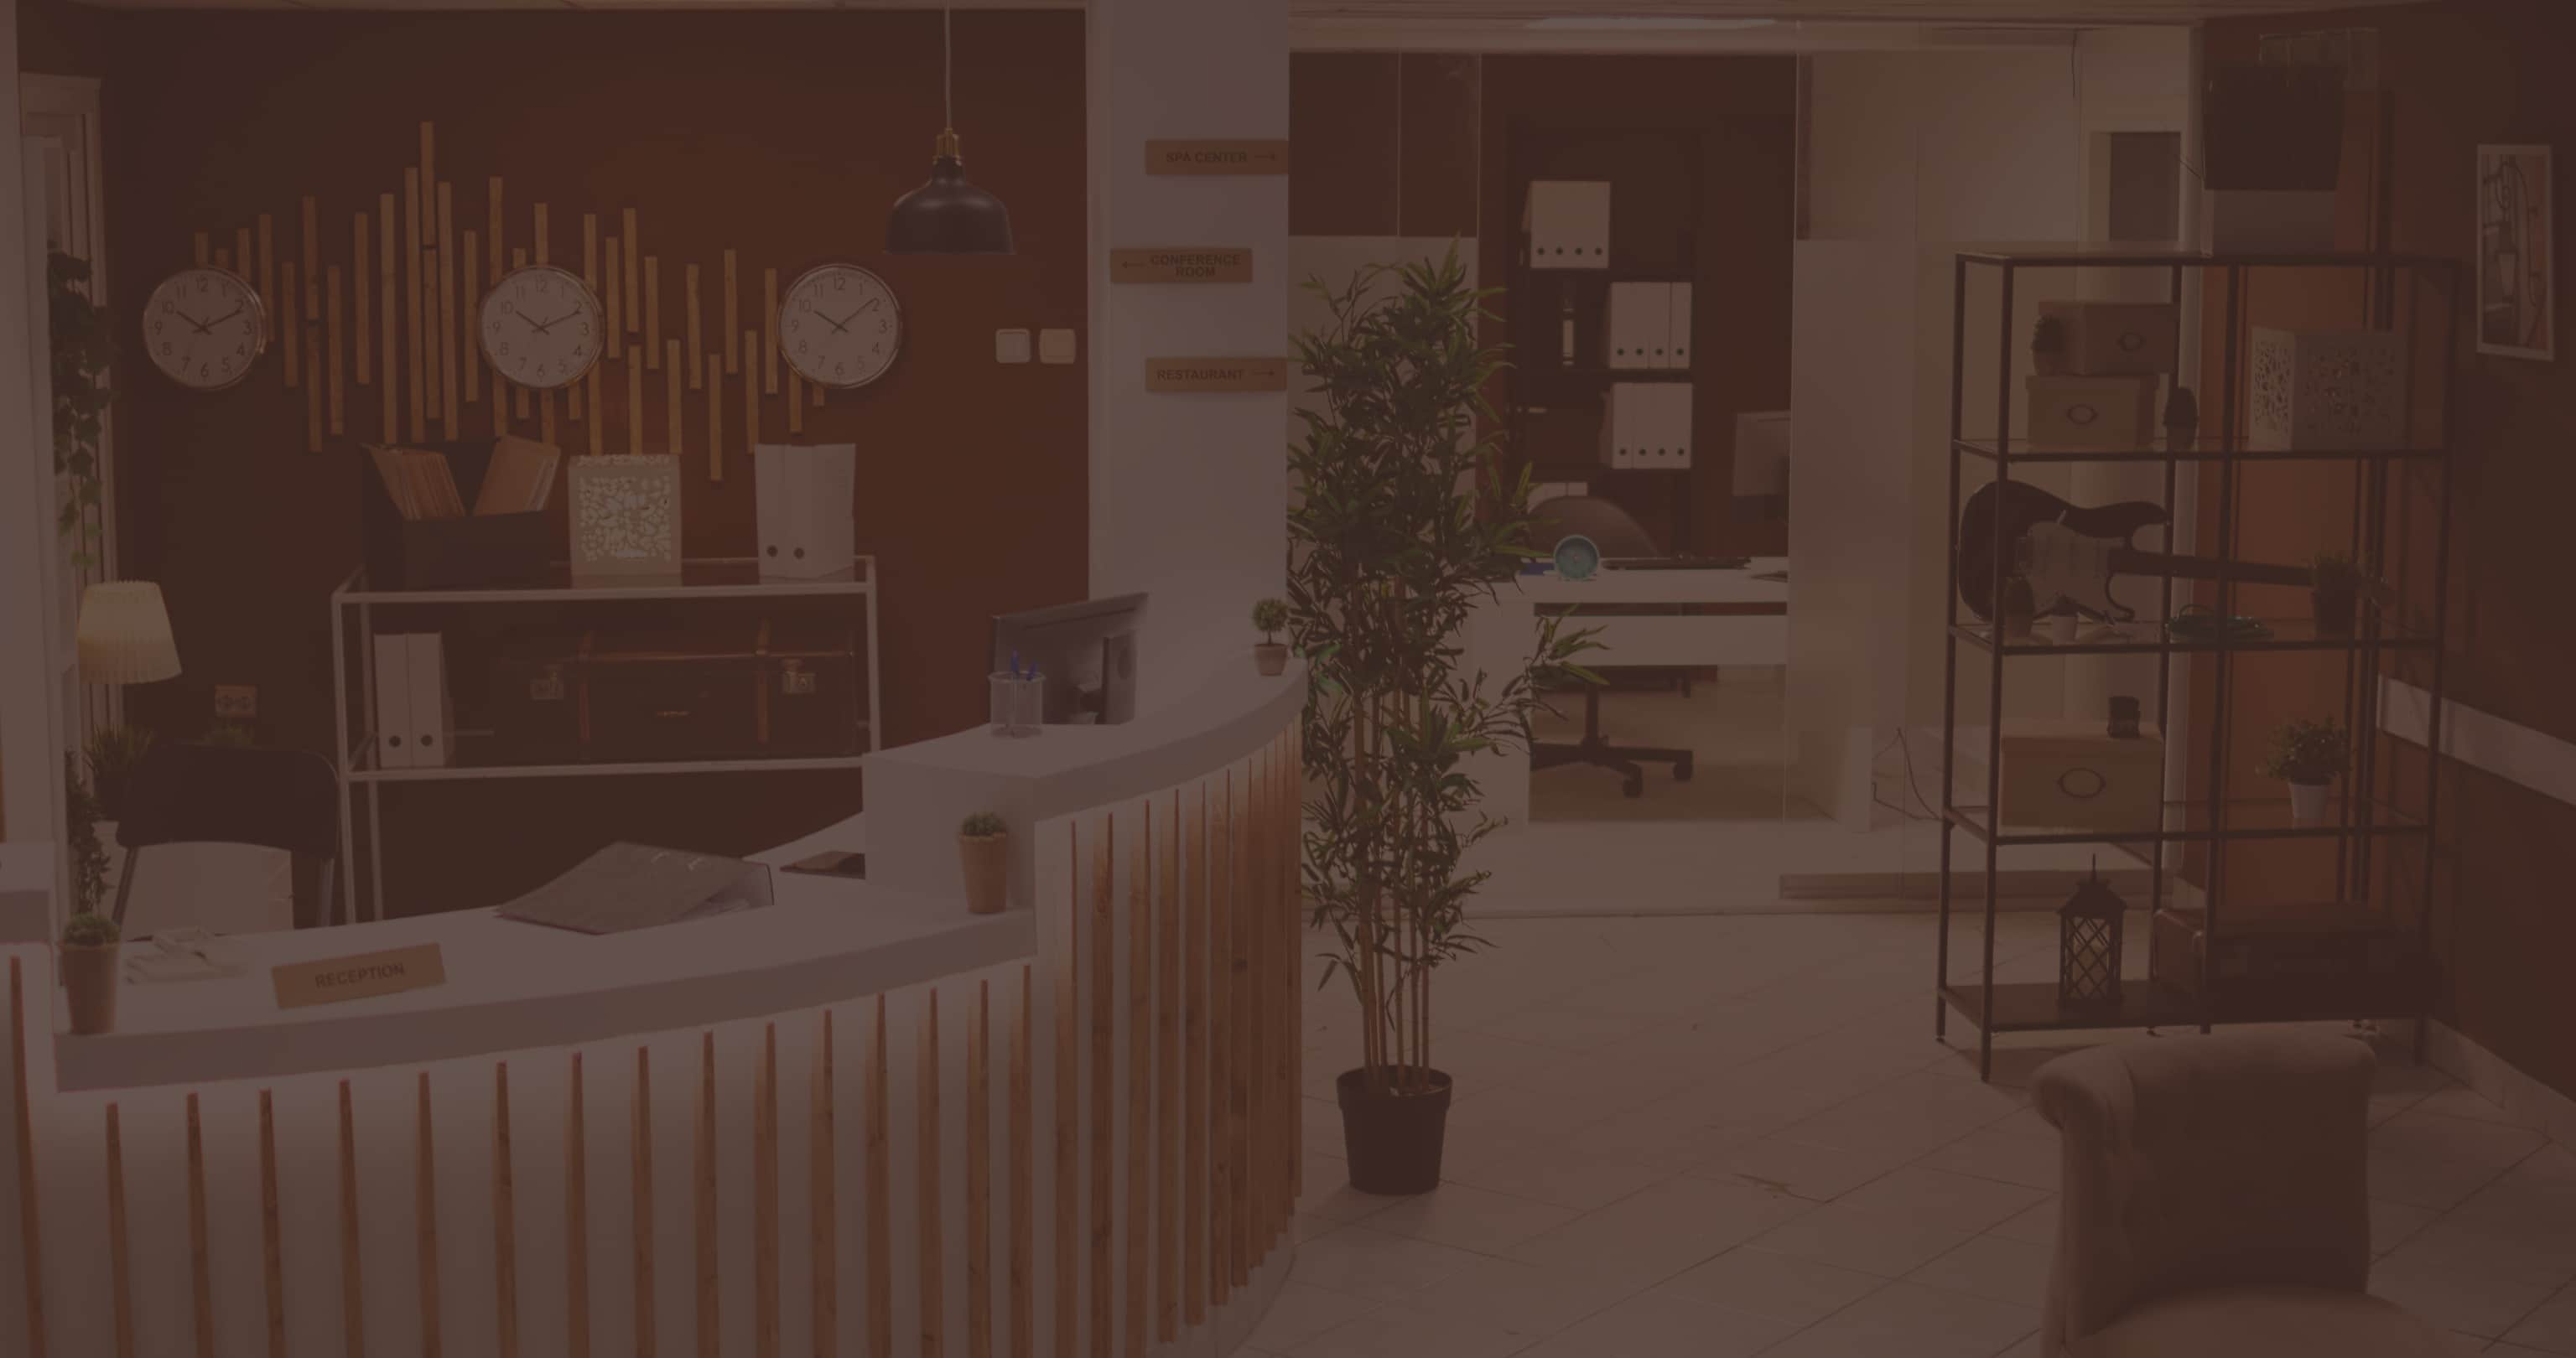 SPA CENTER →
← CONFERENCE
ROOM
RESTAURANT →
RECEPTION